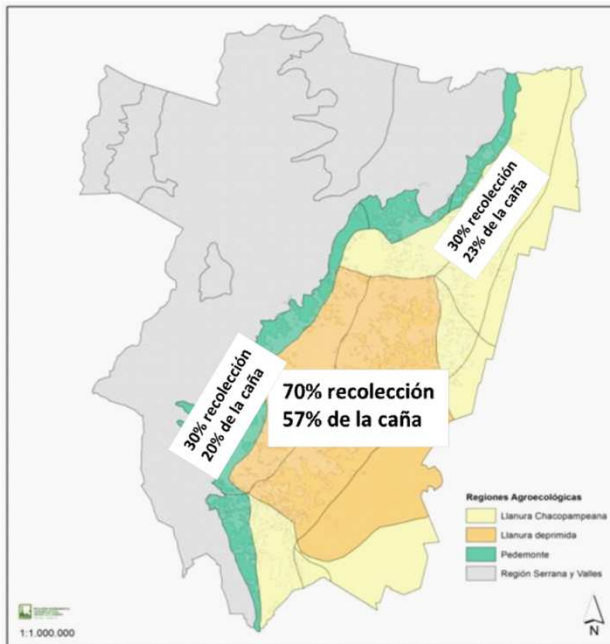 30% recolección
23% de la caña
30% recolección
20% de la caña
70% recolección
57% de la caña
Regiones Agroecológicas
Llanura Chacopampeana
Llanura deprimida
Pedemonte
Región Serrana y Valles
1:1.000.000
N